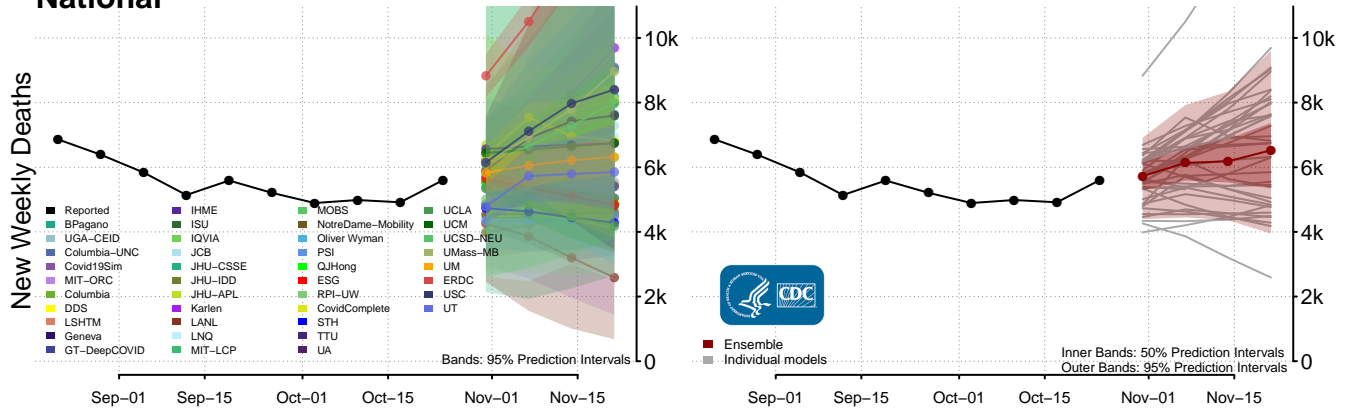 National
New Weekly Deaths
10k
8k
6k
4k
2k
0
Reported
BPagano
UGA−CEID
Columbia−UNC
Covid19Sim
MIT−ORC
Columbia
DDS
LSHTM
Geneva
GT−DeepCOVID
IHME
ISU
IQVIA
JCB
JHU−CSSE
JHU−IDD
JHU−APL
Karlen
LANL
LNQ
MIT−LCP
MOBS
NotreDame−Mobility
Oliver Wyman
PSI
QJHong
ESG
RPI−UW
CovidComplete
STH
TTU
UA
UCLA
UCM
UCSD−NEU
UMass−MB
UM
ERDC
USC
UT
Bands: 95% Prediction Intervals
Sep−01
Sep−15
Oct−01
Oct−15
Nov−01
Nov−15
10k
8k
6k
4k
2k
0
CDC
Ensemble
Individual models
Inner Bands: 50% Prediction Intervals
Outer Bands: 95% Prediction Intervals
Sep−01
Sep−15
Oct−01
Oct−15
Nov−01
Nov−15